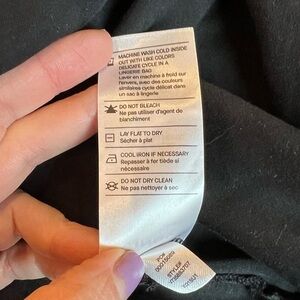 MACHINE WASH COLD INSIDE
OUT WITH LIKE COLORS
DELICATE CYCLE IN A
LINGERIE BAG
Laver en machine à froid sur
l'envers, avec des couleurs
similaires cycle délicat dans
un sac à lingerie
DO NOT BLEACH
Ne pas utiliser d'agent de
blanchiment
LAY FLAT TO DRY
Sécher à plat
COOL IRON IF NECESSARY
Repasser à fer tiède si
nécessaire
DO NOT DRY CLEAN
Ne pas nettoyer à sec
PO#
STYLE#